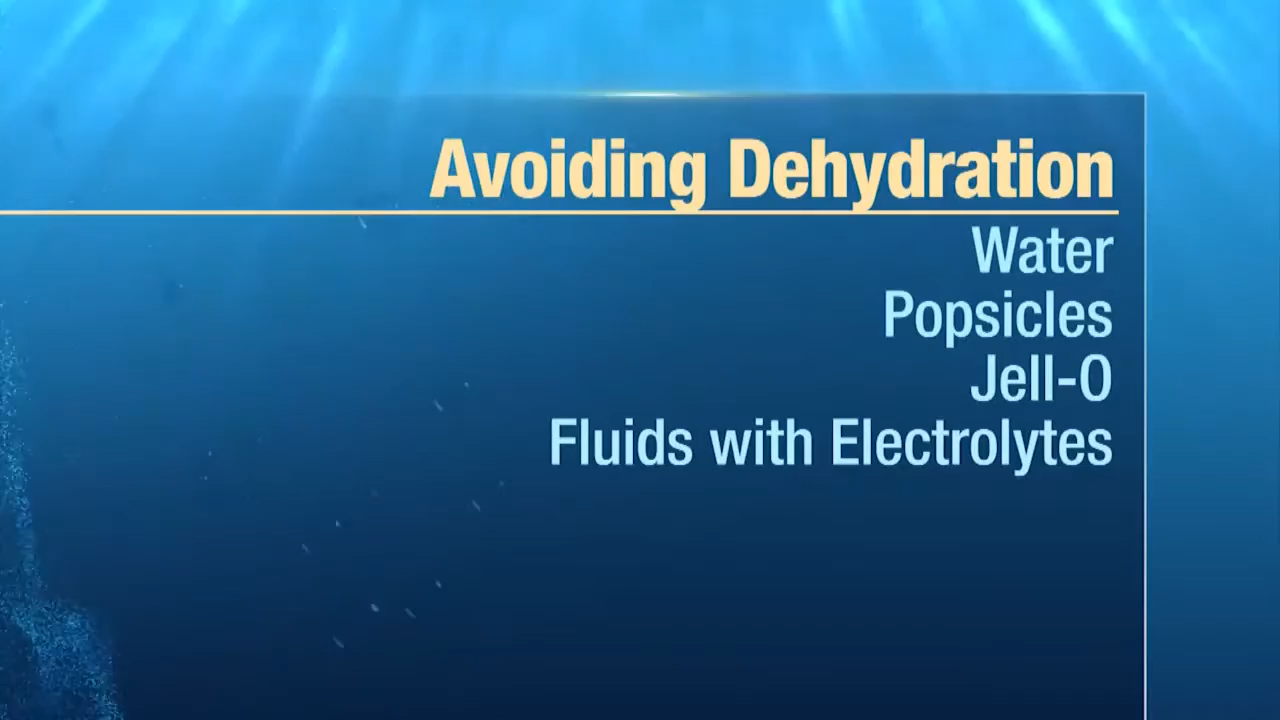 Avoiding Dehydration
Water
Popsicles
Jell-O
Fluids with Electrolytes